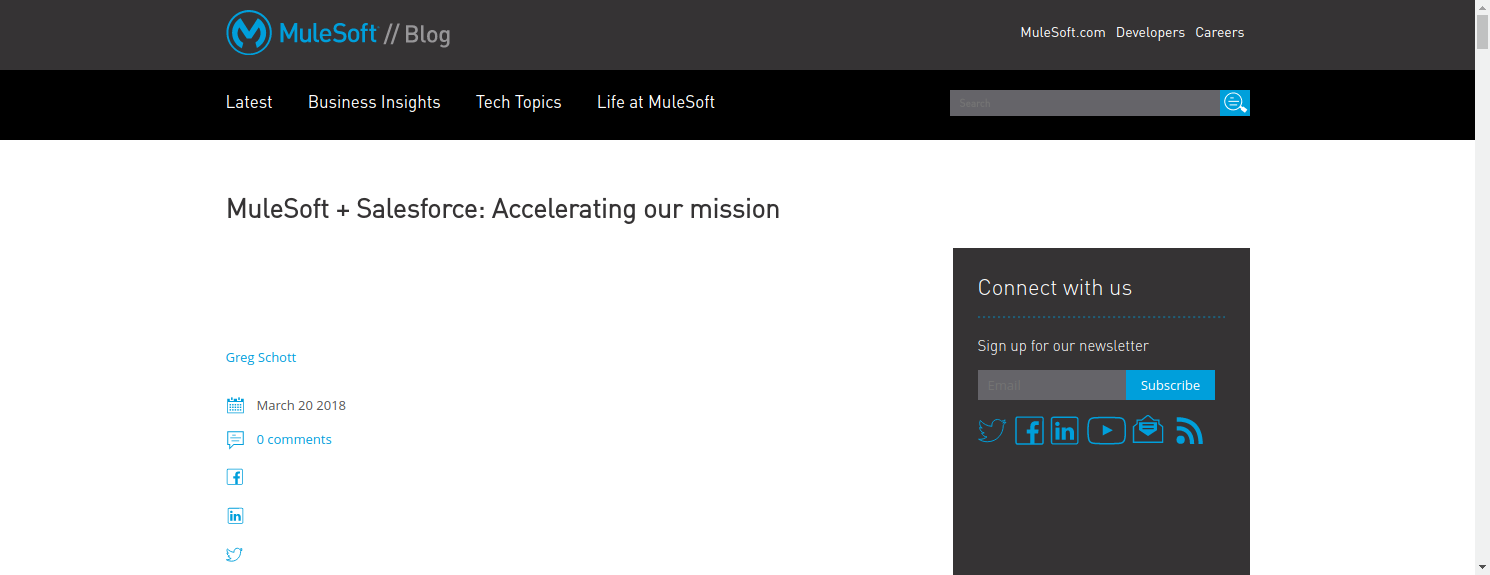 MuleSoft // Blog
MuleSoft.com Developers Careers
Latest Business Insights Tech Topics Life at MuleSoft
Search
MuleSoft + Salesforce: Accelerating our mission
Connect with us
Sign up for our newsletter
Greg Schott
Email Subscribe
March 20 2018
0 comments